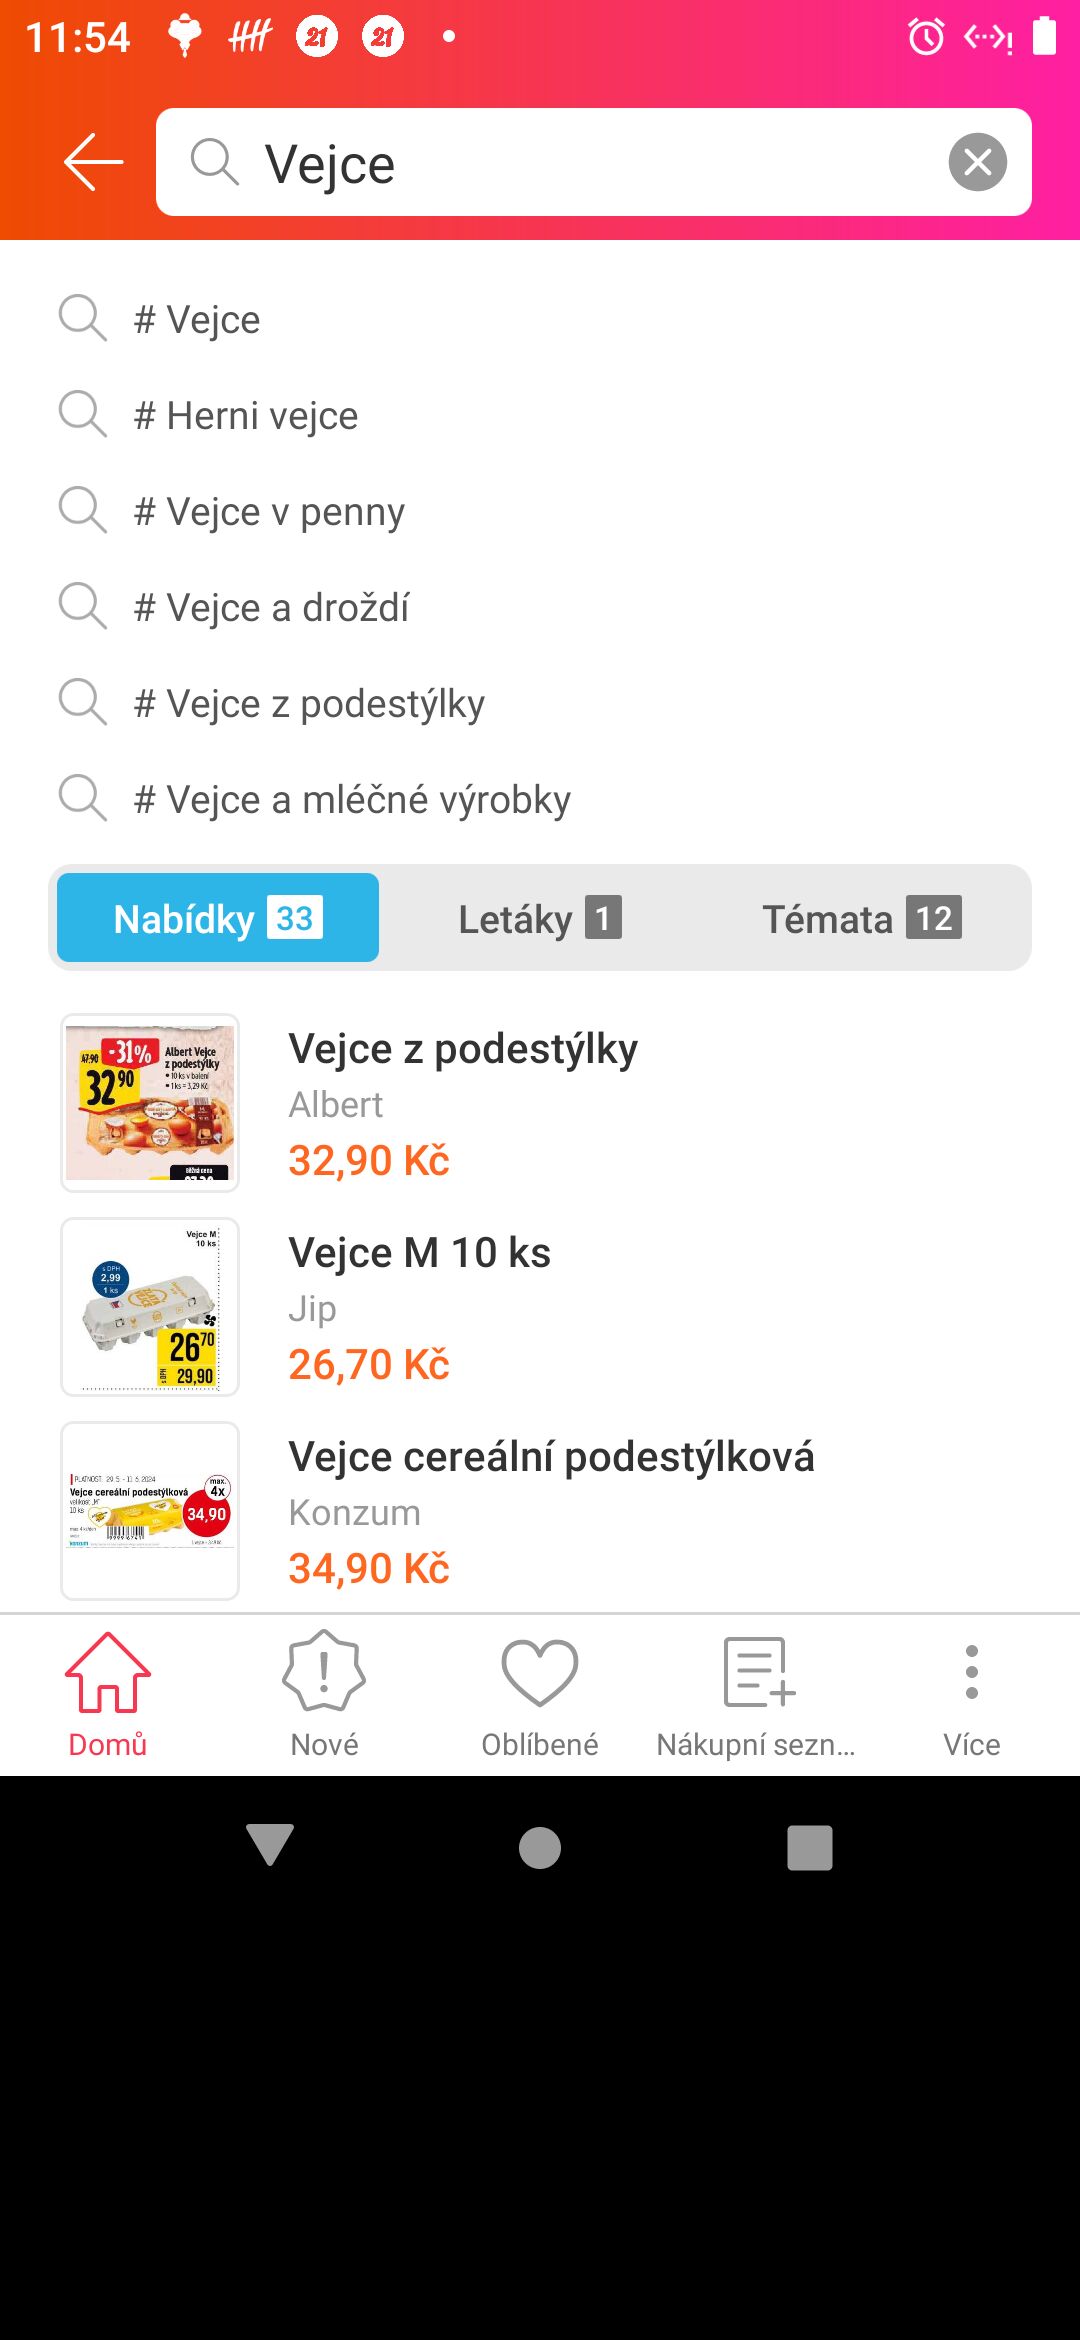 11:54
Vejce
# Vejce
# Herni vejce
# Vejce v penny
# Vejce a droždí
# Vejce z podestýlky
# Vejce a mléčné výrobky
Nabídky 33
Letáky 1
Témata 12
47,90 -31%
32 90
Albert Vejce
z podestýlky
• 10 ks v balení
• 1 ks = 3,29 Kč
Běžná cena
Vejce z podestýlky
Albert
32,90 Kč
Vejce M
10 ks
s DPH
2,99
1 ks
26 70
s DPH 29,90
Vejce M 10 ks
Jip
26,70 Kč
PLATNOST: 29. 5. - 11. 6. 2024
Vejce cereální podestýlková
velikost „M“
10 ks
max.
4x
34,90
konzum
Vejce cereální podestýlková
Konzum
34,90 Kč
Domů
Nové
Oblíbené
Nákupní sezn...
Více